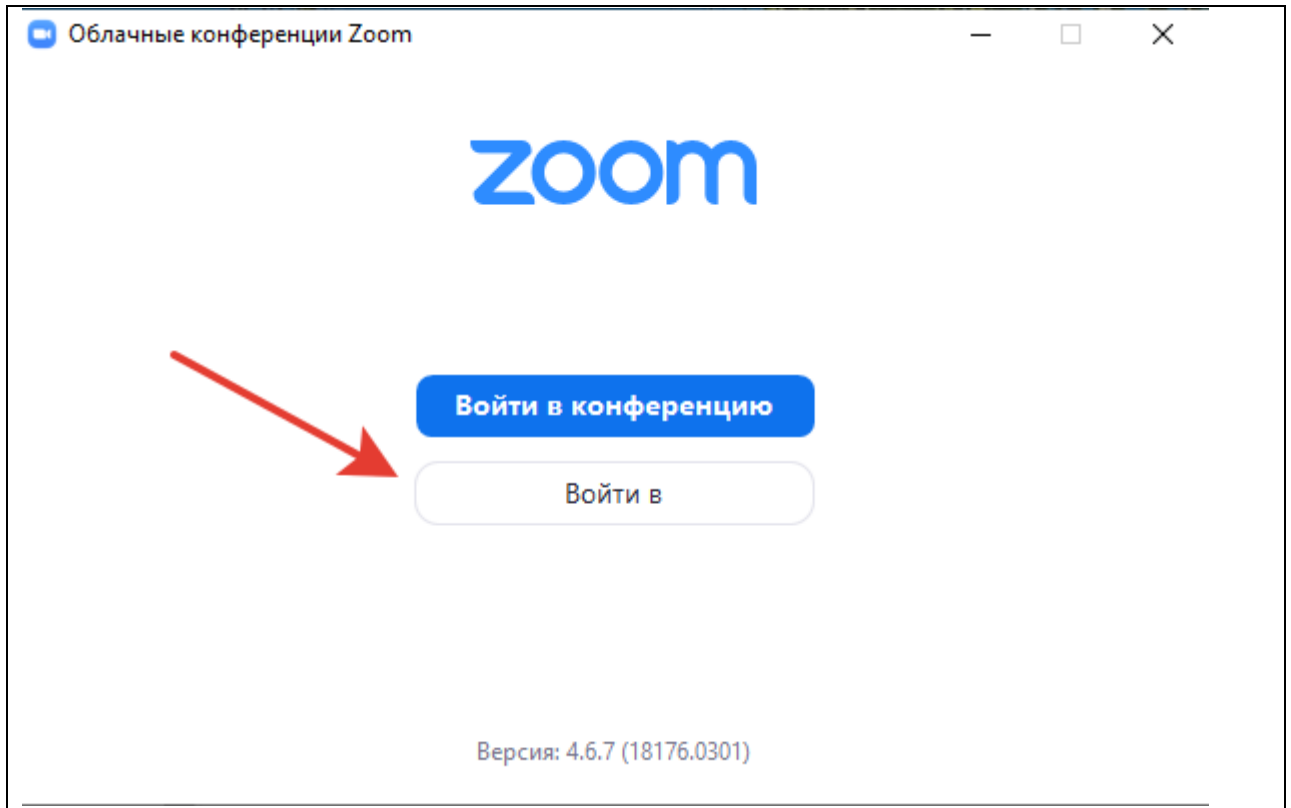 Облачные конференции Zoom
zoom
Войти в конференцию
Войти в
Версия: 4.6.7 (18176.0301)